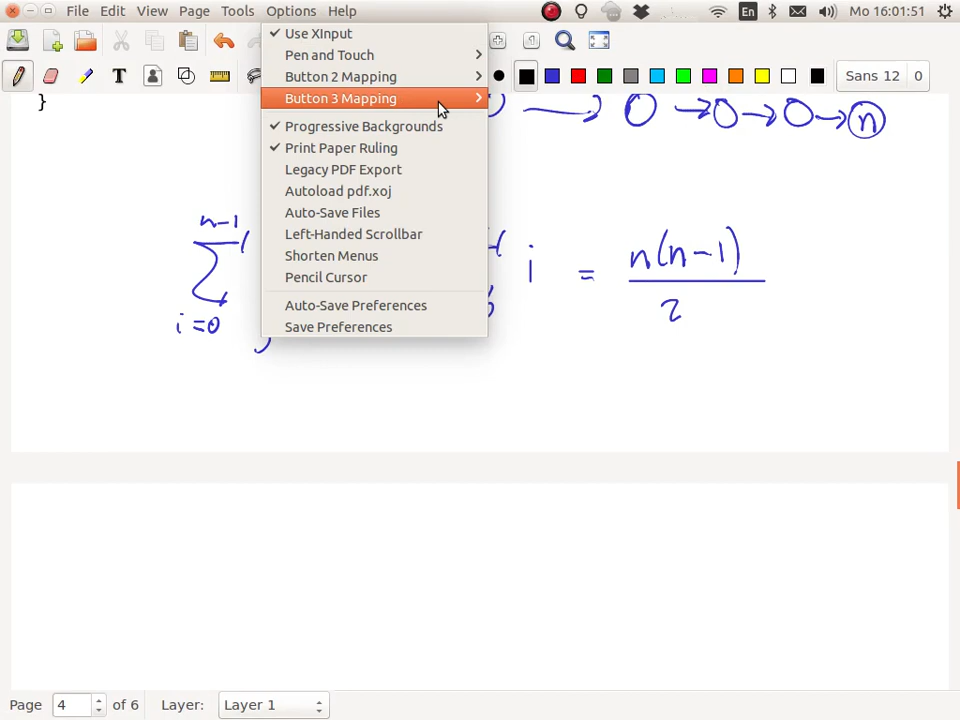 File Edit View Page Tools Options Help En Mo 16:01:51
Use XInput
Pen and Touch
Button 2 Mapping
Button 3 Mapping
Progressive Backgrounds
Print Paper Ruling
Legacy PDF Export
Autoload pdf.xoj
Auto-Save Files
Left-Handed Scrollbar
Shorten Menus
Pencil Cursor
Auto-Save Preferences
Save Preferences
T Sans 12 0
} → 0 → 0 → 0 → n
n-1
∑ i = n(n-1)
i=0 2
Page 4 of 6 Layer: Layer 1